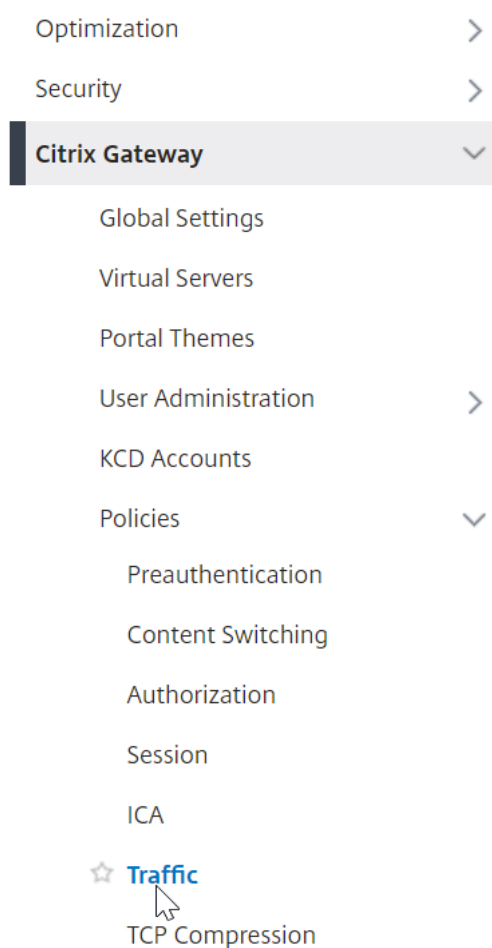 Optimization
Security
Citrix Gateway
Global Settings
Virtual Servers
Portal Themes
User Administration
KCD Accounts
Policies
Preauthentication
Content Switching
Authorization
Session
ICA
Traffic
TCP Compression